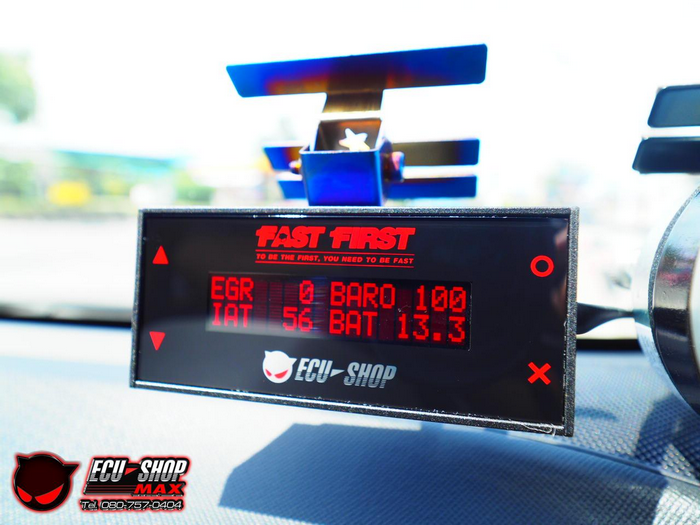 FAST FIRST
TO BE THE FIRST, YOU NEED TO BE FAST
EGR 0 BARO 100
IAT 56 BAT 13.3
ECU-SHOP
ECU-SHOP
MAX
Tel. 080-757-0404